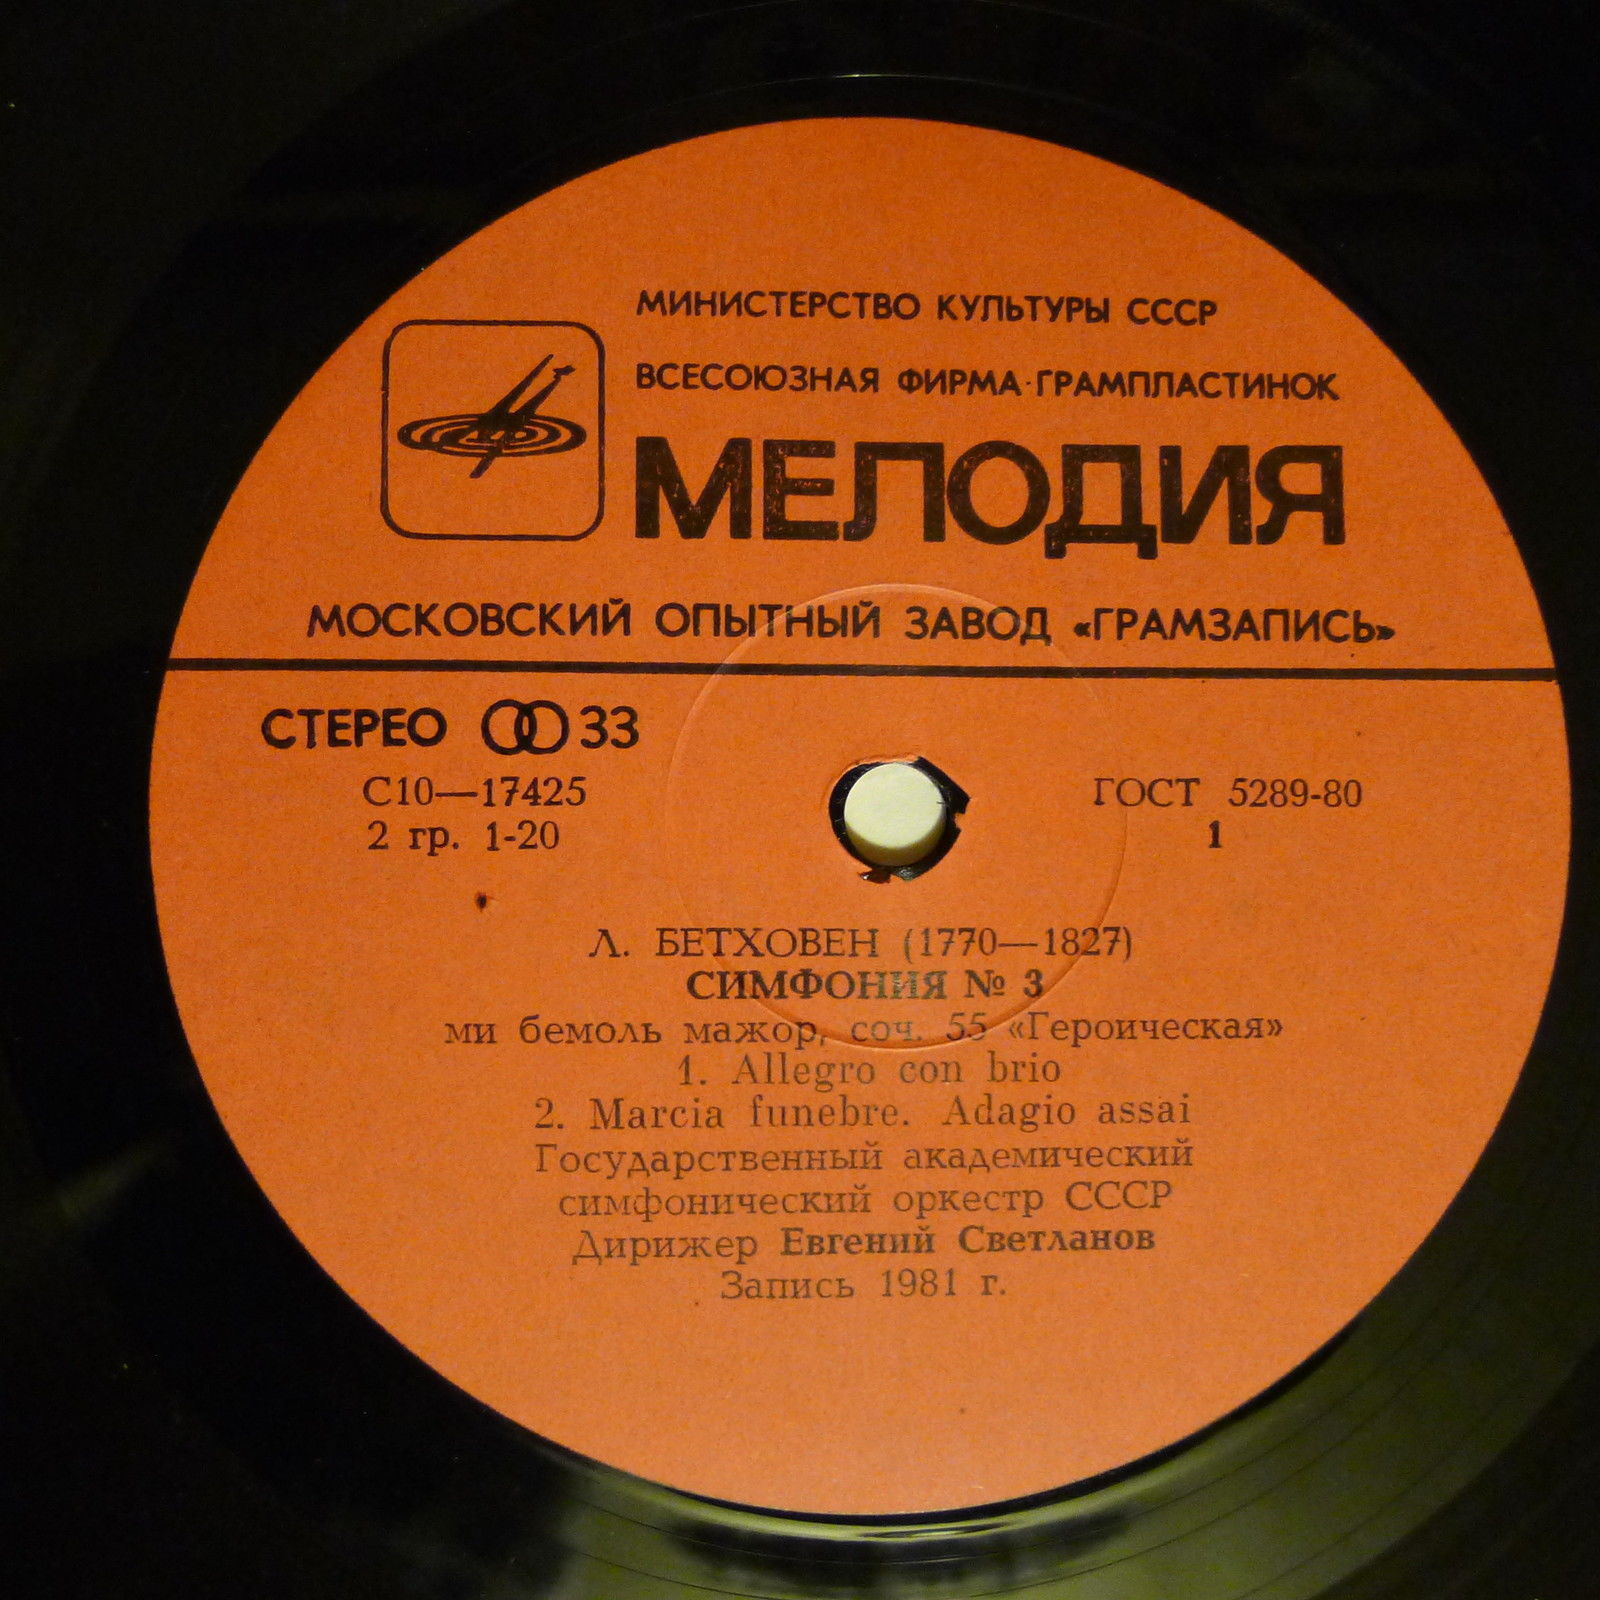 МИНИСТЕРСТВО КУЛЬТУРЫ СССР
ВСЕСОЮЗНАЯ ФИРМА·ГРАМПЛАСТИНОК
МЕЛОДИЯ
МОСКОВСКИЙ ОПЫТНЫЙ ЗАВОД «ГРАМЗАПИСЬ»
СТЕРЕО 33
С10—17425
2 гр. 1-20
ГОСТ 5289-80
1
Л. БЕТХОВЕН (1770—1827)
СИМФОНИЯ № 3
ми бемоль мажор, соч. 55 «Героическая»
1. Allegro con brio
2. Marcia funebre. Adagio assai
Государственный академический
симфонический оркестр СССР
Дирижер Евгений Светланов
Запись 1981 г.